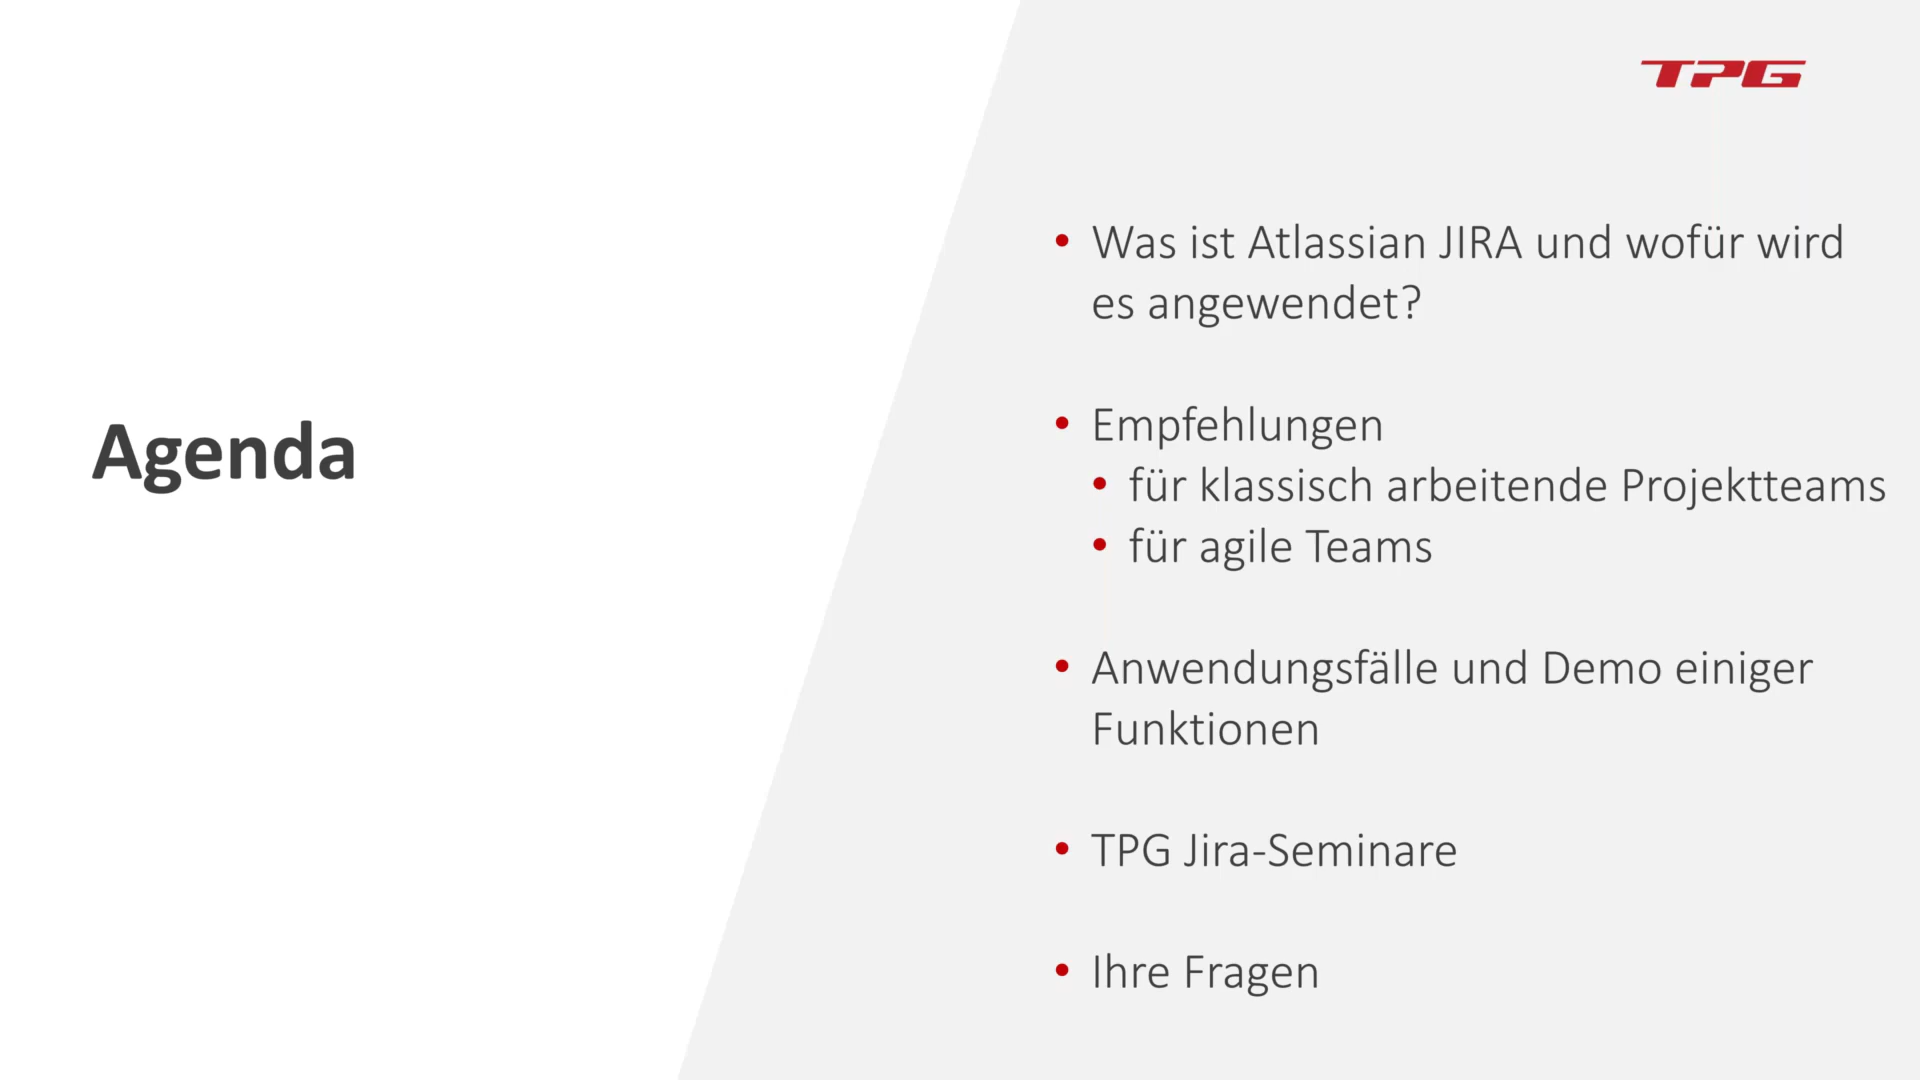 TPG
Agenda
• Was ist Atlassian JIRA und wofür wird
es angewendet?
• Empfehlungen
• für klassisch arbeitende Projektteams
• für agile Teams
• Anwendungsfälle und Demo einiger
Funktionen
• TPG Jira-Seminare
• Ihre Fragen